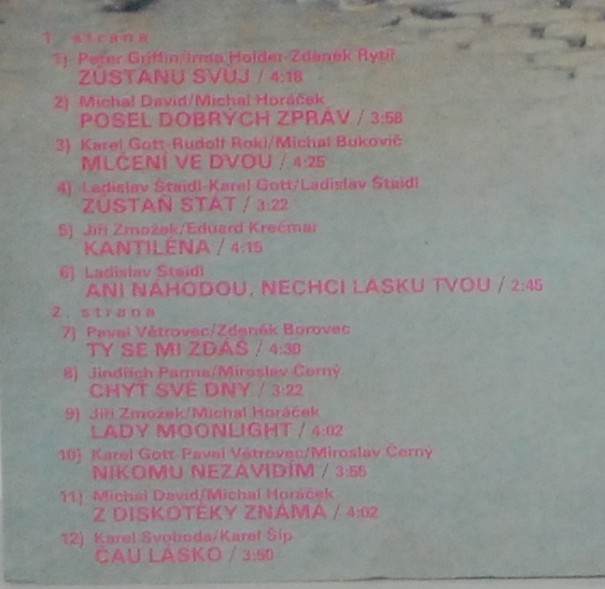 1. strana
1) Peter Griffin/Irma Holder-Zdeněk Rytíř
ZŮSTANU SVŮJ / 4:18
2) Michal David/Michal Horáček
POSEL DOBRÝCH ZPRÁV / 3:58
3) Karel Gott-Rudolf Rokl/Michal Bukovič
MLČENÍ VE DVOU / 4:25
4) Ladislav Štaidl-Karel Gott/Ladislav Štaidl
ZŮSTAŇ STÁT / 3:22
5) Jiří Zmožek/Eduard Krečmar
KANTILÉNA / 4:15
6) Ladislav Štaidl
ANI NÁHODOU, NECHCI LÁSKU TVOU / 2:45
2. strana
7) Pavel Větrovec/Zdeněk Borovec
TY SE MI ZDÁŠ / 4:30
8) Jindřich Parma/Miroslav Černý
CHYŤ SVÉ DNY / 3:22
9) Jiří Zmožek/Michal Horáček
LADY MOONLIGHT / 4:02
10) Karel Gott-Pavel Větrovec/Miroslav Černý
NIKOMU NEZÁVIDÍM / 3:55
11) Michal David/Michal Horáček
Z DISKOTÉKY ZNÁMÁ / 4:02
12) Karel Svoboda/Karel Šíp
ČAU LÁSKO / 3:50